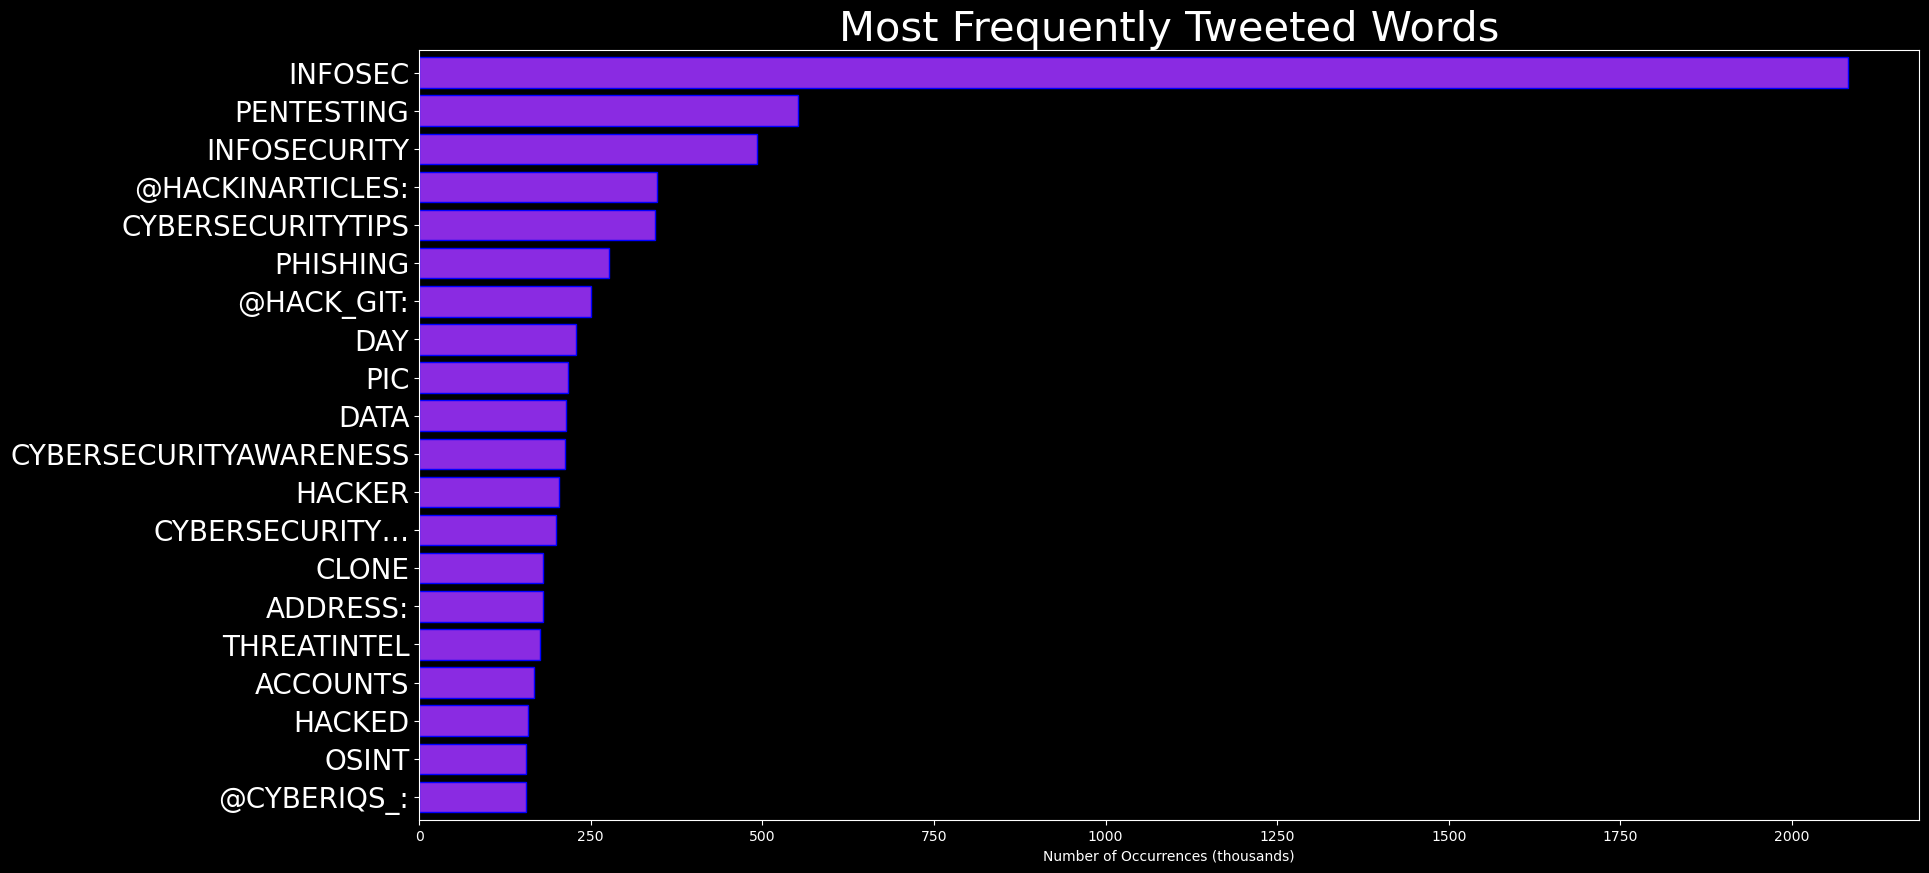 Most Frequently Tweeted Words
INFOSEC
PENTESTING
INFOSECURITY
@HACKINARTICLES:
CYBERSECURITYTIPS
PHISHING
@HACK_GIT:
DAY
PIC
DATA
CYBERSECURITYAWARENESS
HACKER
CYBERSECURITY…
CLONE
ADDRESS:
THREATINTEL
ACCOUNTS
HACKED
OSINT
@CYBERIQS_:
0 250 500 750 1000 1250 1500 1750 2000
Number of Occurrences (thousands)